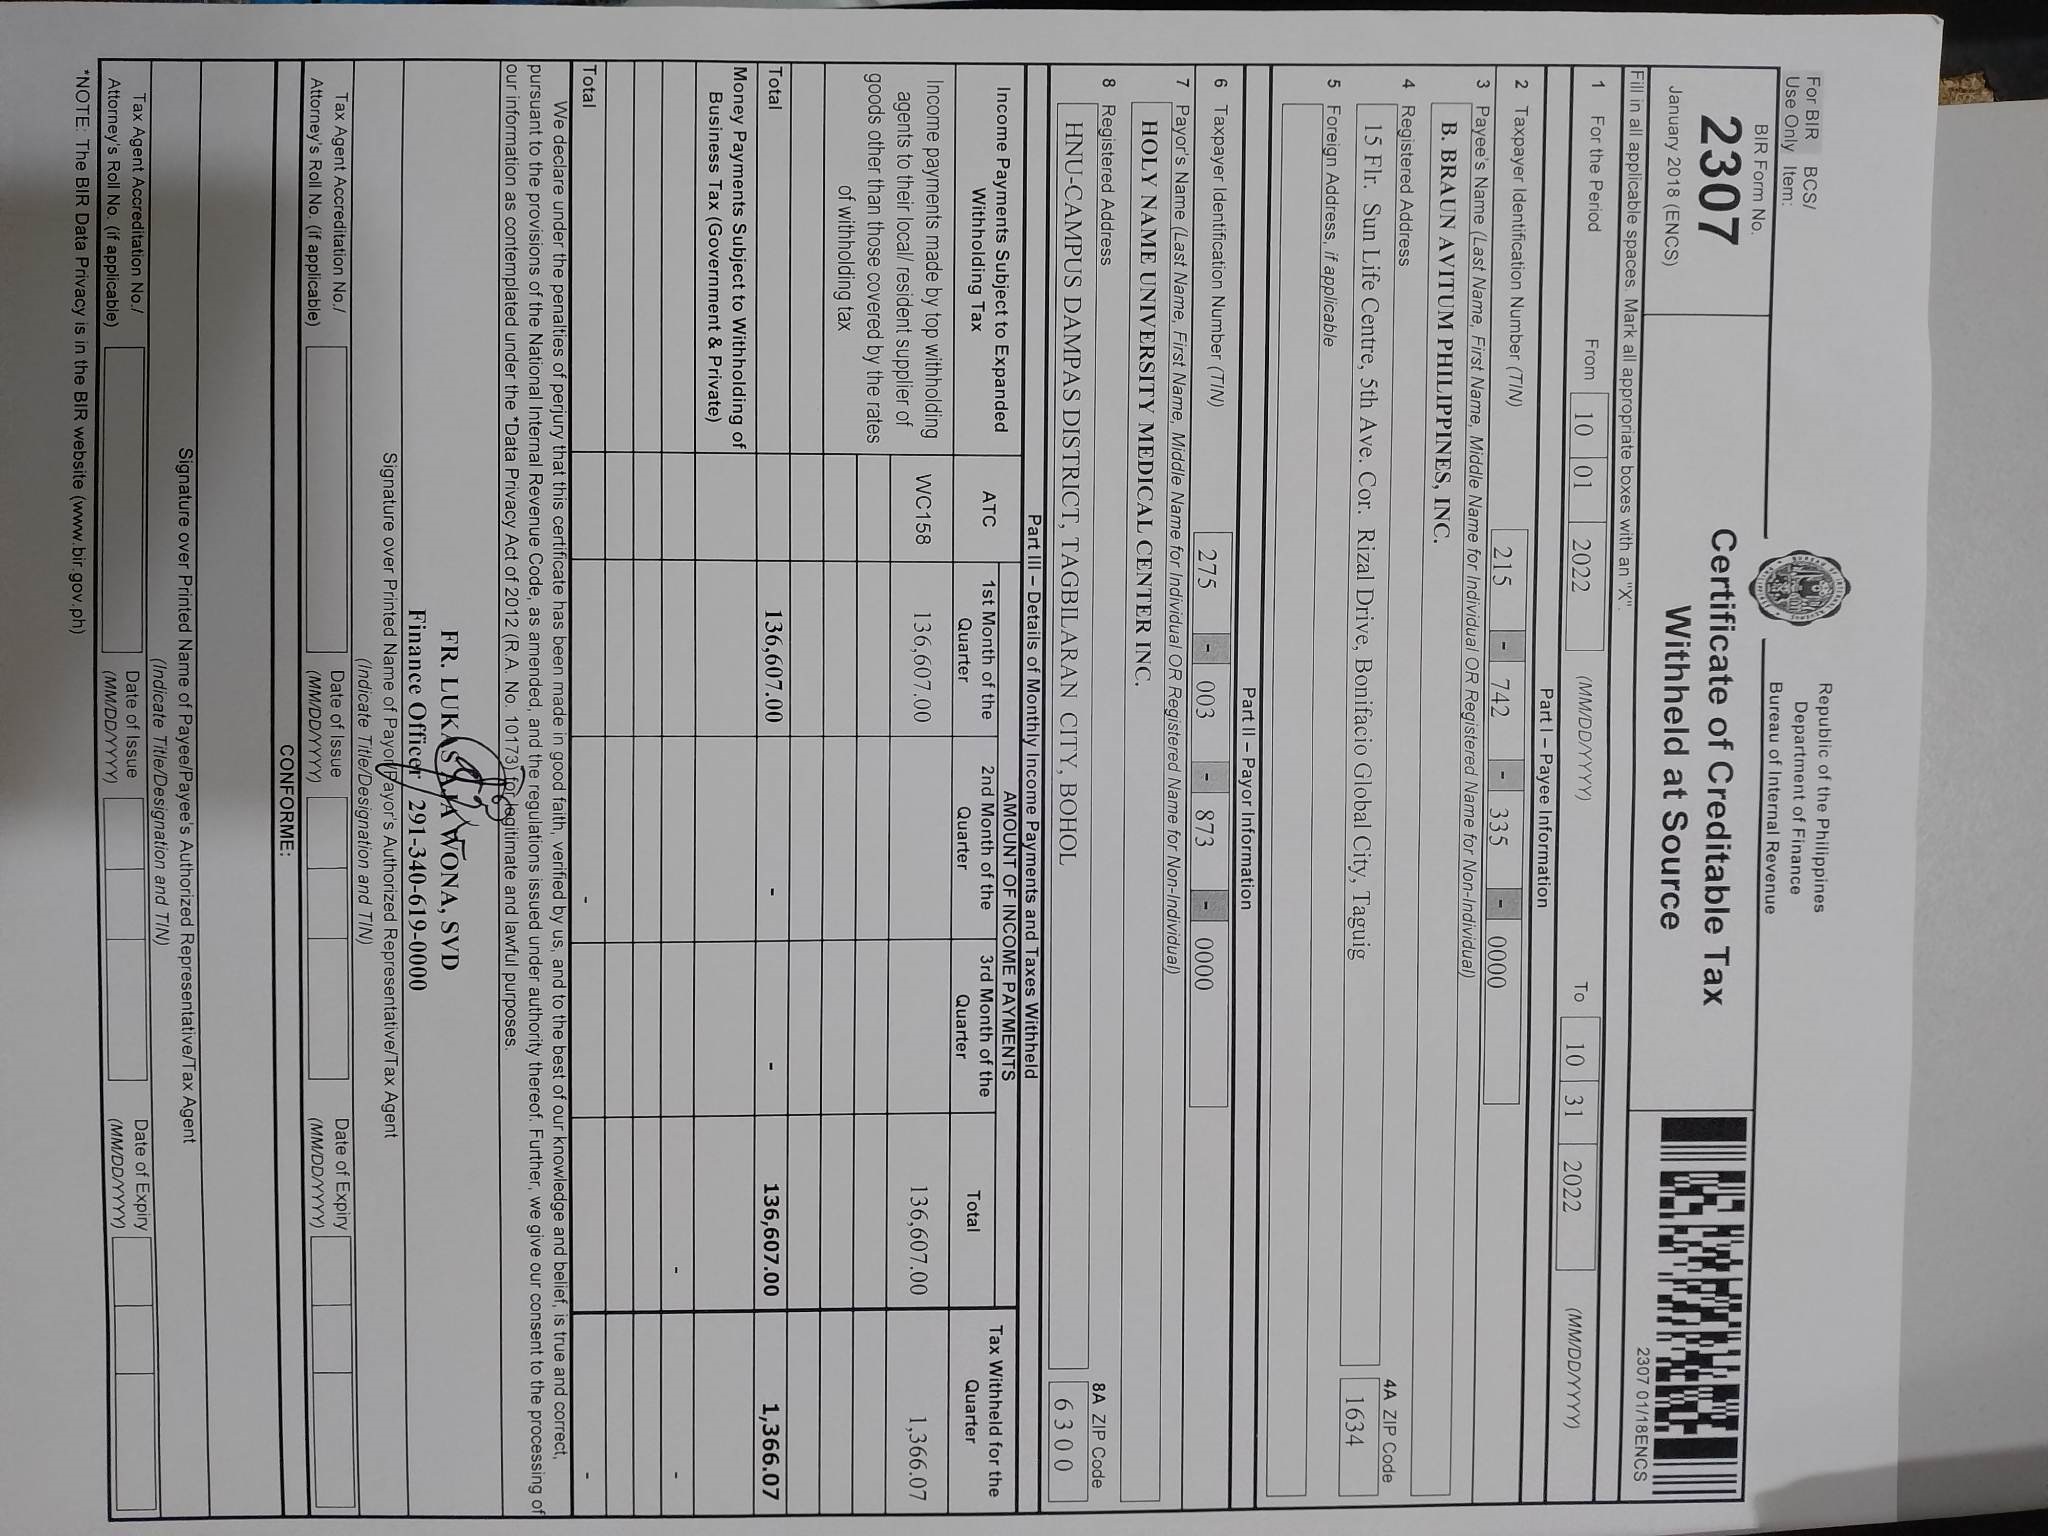 For BIR BCS/
Use Only Item:
Republic of the Philippines
Department of Finance
Bureau of Internal Revenue
BIR Form No.
2307
January 2018 (ENCS)
Certificate of Creditable Tax
Withheld at Source
2307 01/18ENCS
Fill in all applicable spaces. Mark all appropriate boxes with an "X".
1 For the Period From 10 01 2022 (MM/DD/YYYY) To 10 31 2022 (MM/DD/YYYY)
Part I – Payee Information
2 Taxpayer Identification Number (TIN) 215 - 742 - 335 - 0000
3 Payee's Name (Last Name, First Name, Middle Name for Individual OR Registered Name for Non-Individual)
B. BRAUN AVITUM PHILIPPINES, INC.
4 Registered Address 4A ZIP Code
15 Flr. Sun Life Centre, 5th Ave. Cor. Rizal Drive, Bonifacio Global City, Taguig 1634
5 Foreign Address, if applicable
Part II – Payor Information
6 Taxpayer Identification Number (TIN) 275 - 003 - 873 - 0000
7 Payor's Name (Last Name, First Name, Middle Name for Individual OR Registered Name for Non-Individual)
HOLY NAME UNIVERSITY MEDICAL CENTER INC.
8 Registered Address 8A ZIP Code
HNU-CAMPUS DAMPAS DISTRICT, TAGBILARAN CITY, BOHOL 6300
Part III – Details of Monthly Income Payments and Taxes Withheld
Income Payments Subject to Expanded Withholding Tax
ATC
AMOUNT OF INCOME PAYMENTS
1st Month of the Quarter
2nd Month of the Quarter
3rd Month of the Quarter
Total
Tax Withheld for the Quarter
Income payments made by top withholding WC158 136,607.00 136,607.00 1,366.07
agents to their local/ resident supplier of
goods other than those covered by the rates
of withholding tax
Total 136,607.00 - - 136,607.00 1,366.07
Money Payments Subject to Withholding of
Business Tax (Government & Private)
- -
Total - -
We declare under the penalties of perjury that this certificate has been made in good faith, verified by us, and to the best of our knowledge and belief, is true and correct,
pursuant to the provisions of the National Internal Revenue Code, as amended, and the regulations issued under authority thereof. Further, we give our consent to the processing of
our information as contemplated under the *Data Privacy Act of 2012 (R.A. No. 10173) for legitimate and lawful purposes.
FR. LUKAS WONA, SVD
Finance Officer 291-340-619-0000
Signature over Printed Name of Payor/Payor's Authorized Representative/Tax Agent
(Indicate Title/Designation and TIN)
Tax Agent Accreditation No./
Attorney's Roll No. (if applicable)
Date of Issue
(MM/DD/YYYY)
Date of Expiry
(MM/DD/YYYY)
CONFORME:
Signature over Printed Name of Payee/Payee's Authorized Representative/Tax Agent
(Indicate Title/Designation and TIN)
Tax Agent Accreditation No./
Attorney's Roll No. (if applicable)
Date of Issue
(MM/DD/YYYY)
Date of Expiry
(MM/DD/YYYY)
*NOTE: The BIR Data Privacy is in the BIR website (www.bir.gov.ph)